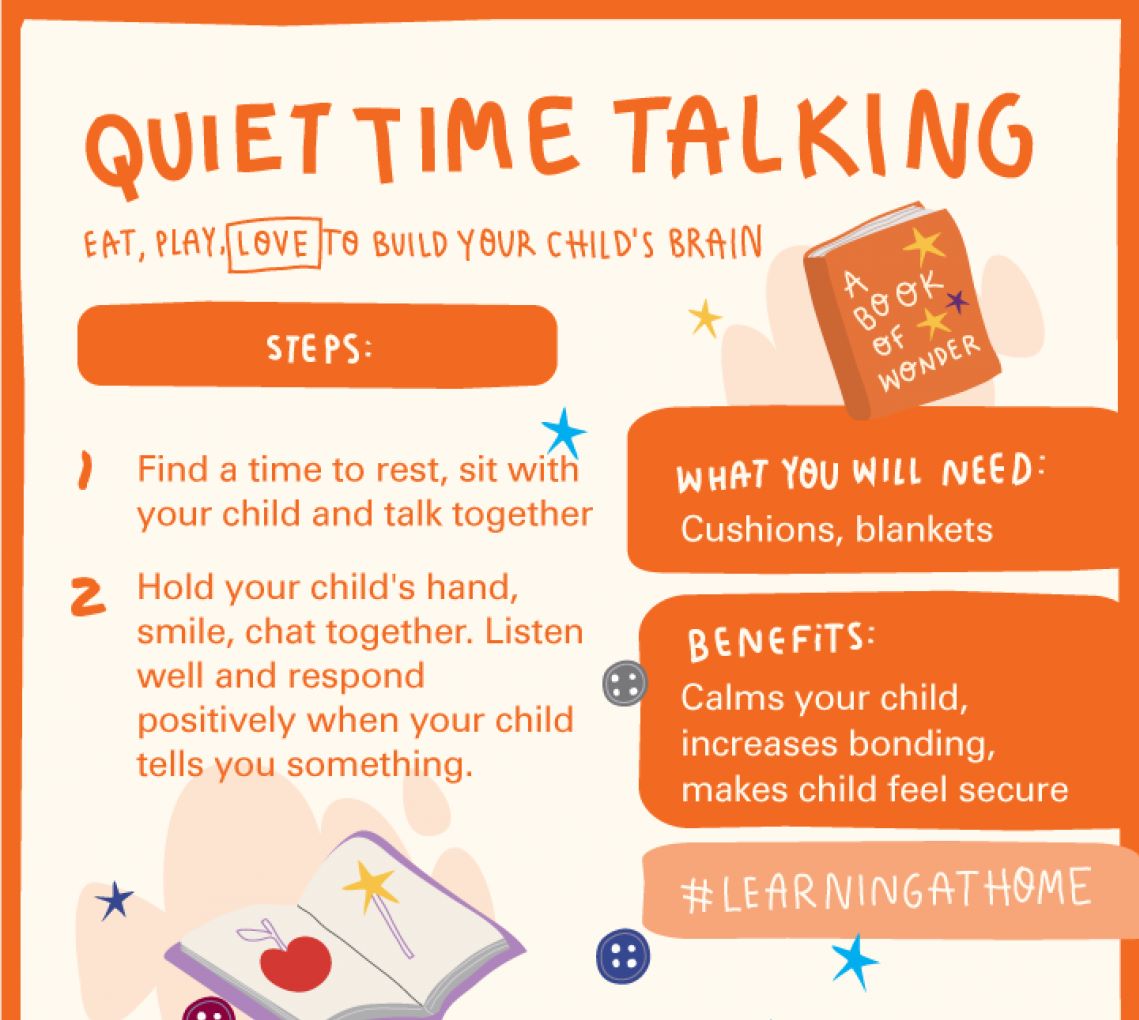 QUIET TIME TALKING
EAT, PLAY, LOVE TO BUILD YOUR CHILD'S BRAIN
A
BOOK
OF
WONDER
STEPS:
1 Find a time to rest, sit with
your child and talk together
2 Hold your child's hand,
smile, chat together. Listen
well and respond
positively when your child
tells you something.
WHAT YOU WILL NEED:
Cushions, blankets
BENEFiTS:
Calms your child,
increases bonding,
makes child feel secure
#LEARNINGATHOME